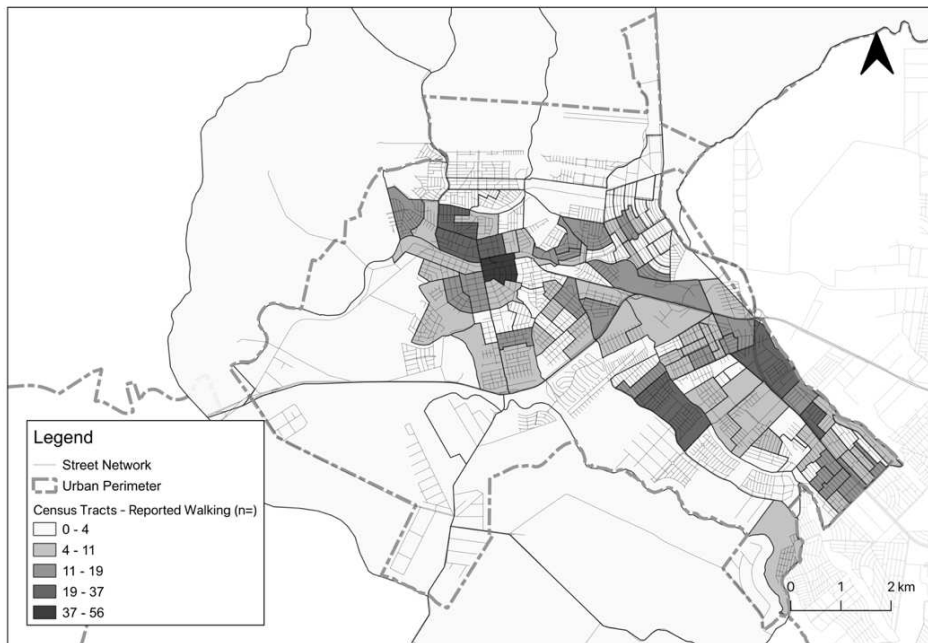 Legend
Street Network
Urban Perimeter
Census Tracts - Reported Walking (n=)
0 - 4
4 - 11
11 - 19
19 - 37
37 - 56
0 1 2 km